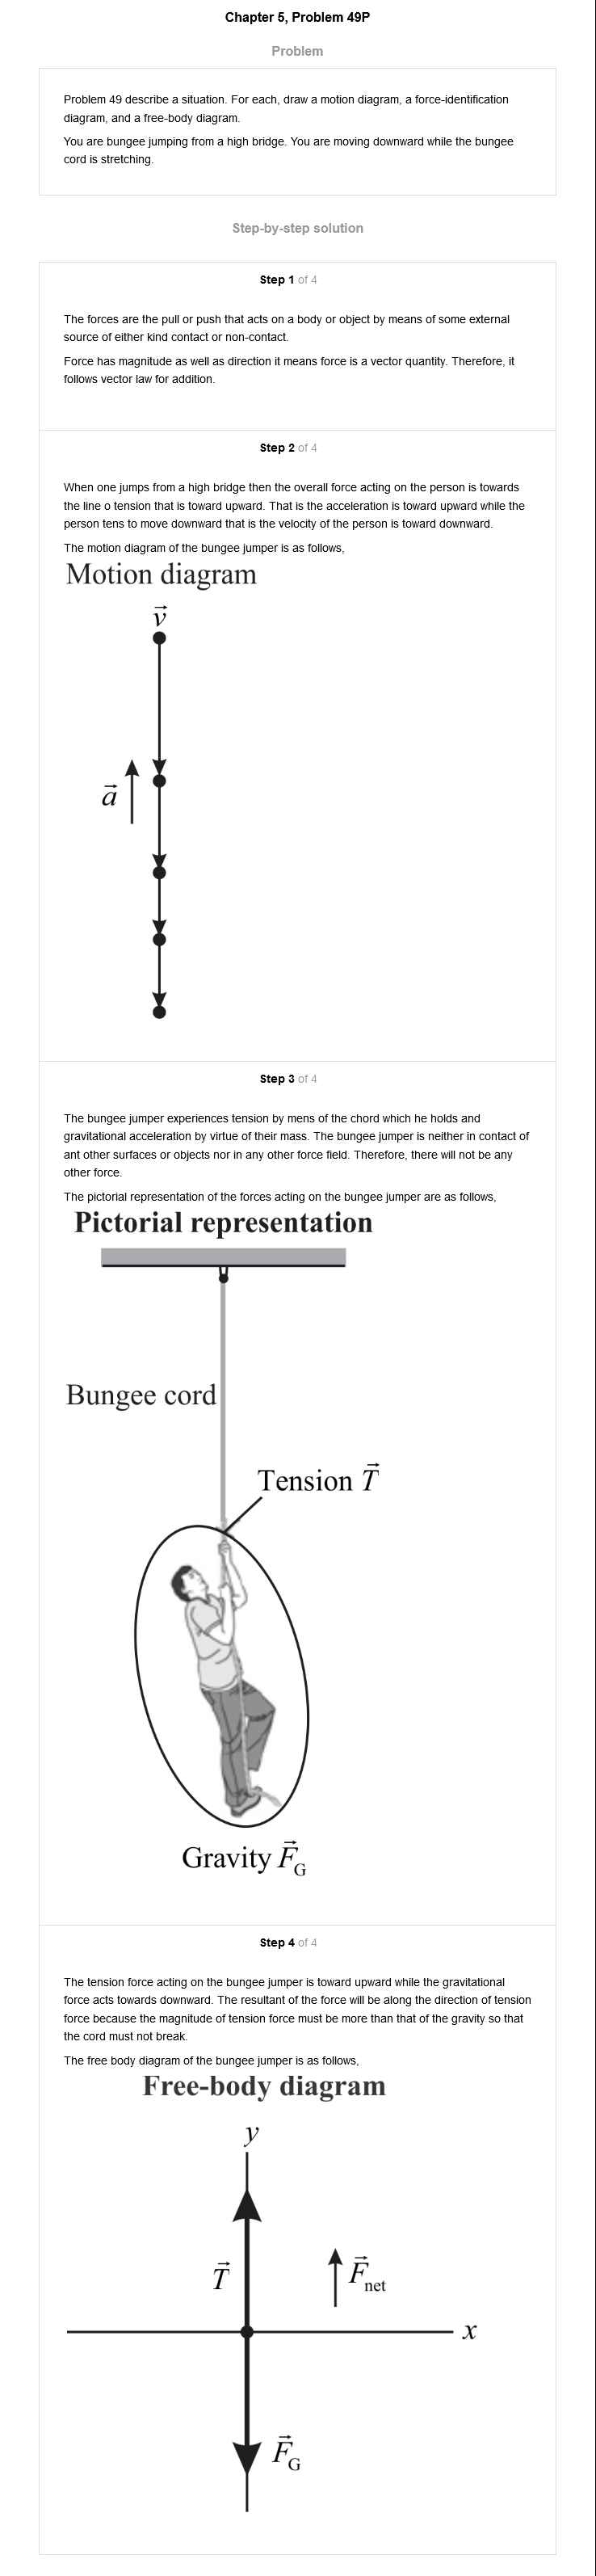 Chapter 5, Problem 49P
Problem
Problem 49 describe a situation. For each, draw a motion diagram, a force-identification
diagram, and a free-body diagram.
You are bungee jumping from a high bridge. You are moving downward while the bungee
cord is stretching.
Step-by-step solution
Step 1 of 4
The forces are the pull or push that acts on a body or object by means of some external
source of either kind contact or non-contact.
Force has magnitude as well as direction it means force is a vector quantity. Therefore, it
follows vector law for addition.
Step 2 of 4
When one jumps from a high bridge then the overall force acting on the person is towards
the line o tension that is toward upward. That is the acceleration is toward upward while the
person tens to move downward that is the velocity of the person is toward downward.
The motion diagram of the bungee jumper is as follows,
Motion diagram
v⃗
a⃗
Step 3 of 4
The bungee jumper experiences tension by mens of the chord which he holds and
gravitational acceleration by virtue of their mass. The bungee jumper is neither in contact of
ant other surfaces or objects nor in any other force field. Therefore, there will not be any
other force.
The pictorial representation of the forces acting on the bungee jumper are as follows,
Pictorial representation
Bungee cord
Tension T⃗
Gravity F⃗G
Step 4 of 4
The tension force acting on the bungee jumper is toward upward while the gravitational
force acts towards downward. The resultant of the force will be along the direction of tension
force because the magnitude of tension force must be more than that of the gravity so that
the cord must not break.
The free body diagram of the bungee jumper is as follows,
Free-body diagram
y
T⃗
F⃗net
x
F⃗G